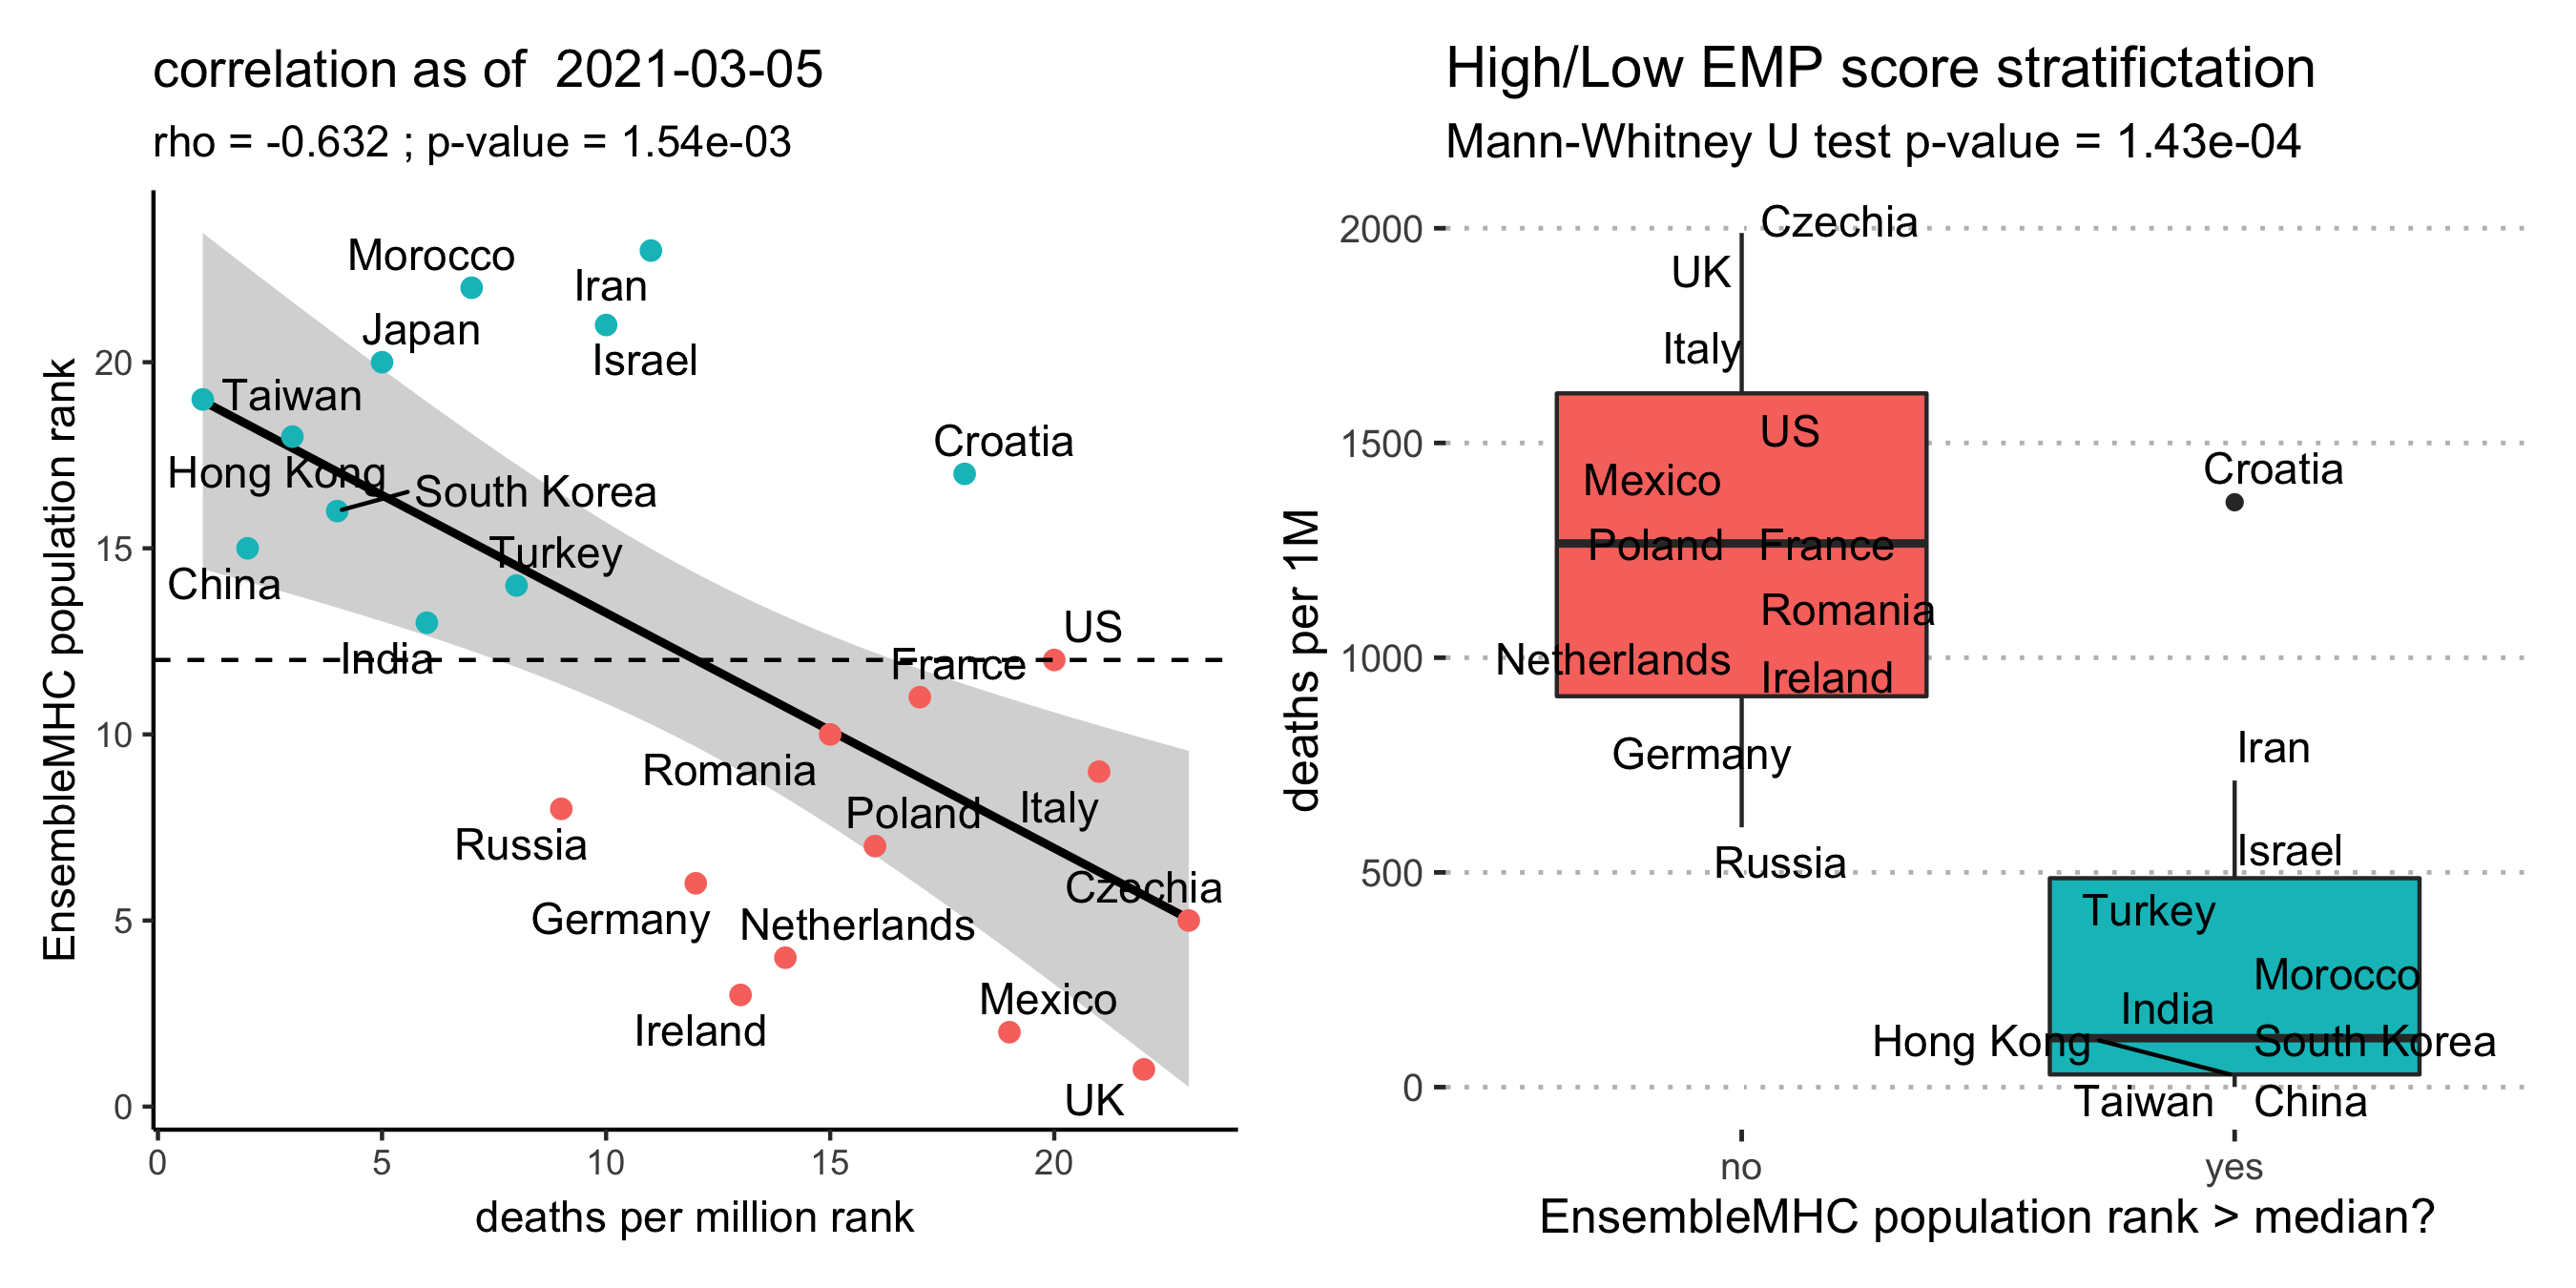 correlation as of  2021-03-05
rho = -0.632 ; p-value = 1.54e-03
EnsembleMHC population rank
20
15
10
5
0
Morocco
Iran
Japan
Israel
Taiwan
Croatia
Hong Kong
South Korea
Turkey
China
US
India
France
Romania
Poland
Italy
Russia
Czechia
Germany
Netherlands
Mexico
Ireland
UK
0 5 10 15 20
deaths per million rank
High/Low EMP score stratifictation
Mann-Whitney U test p-value = 1.43e-04
deaths per 1M
2000
1500
1000
500
0
Czechia
UK
Italy
US
Mexico
Croatia
Poland France
Romania
Netherlands
Ireland
Germany
Iran
Russia
Israel
Turkey
Morocco
India
Hong Kong
South Korea
Taiwan China
no yes
EnsembleMHC population rank > median?